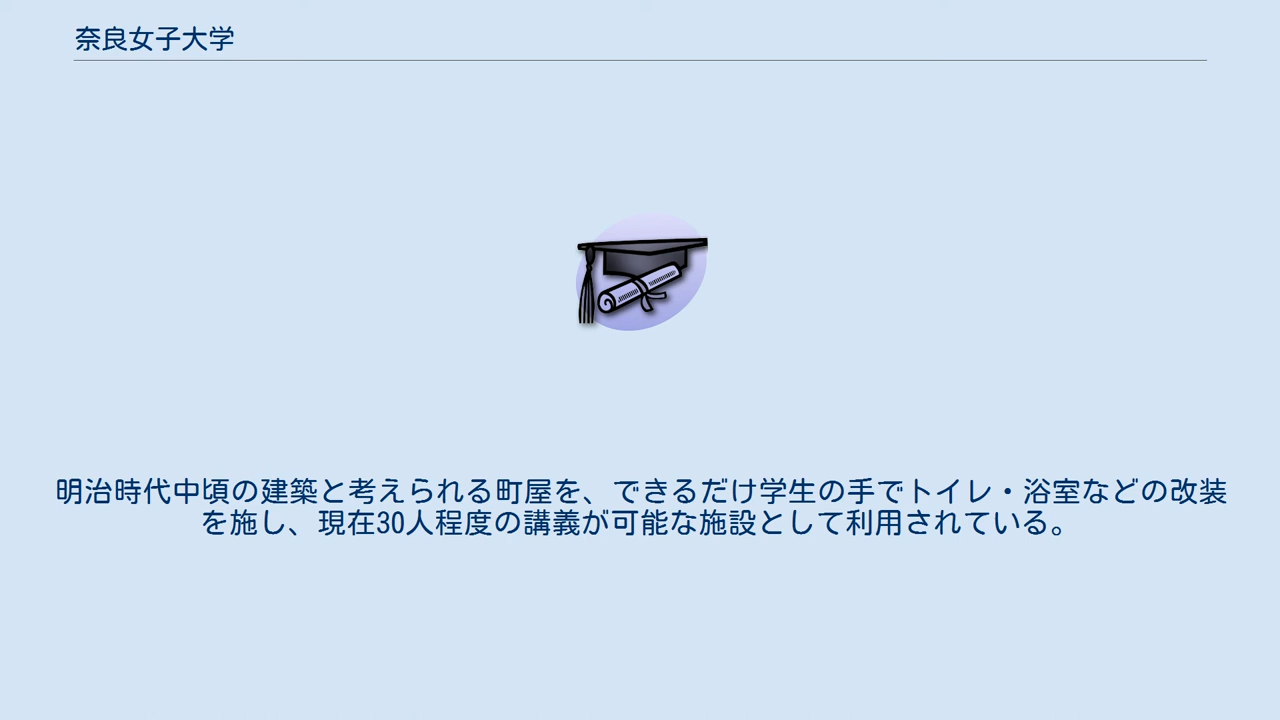 奈良女子大学
明治時代中頃の建築と考えられる町屋を、できるだけ学生の手でトイレ・浴室などの改装
を施し、現在30人程度の講義が可能な施設として利用されている。